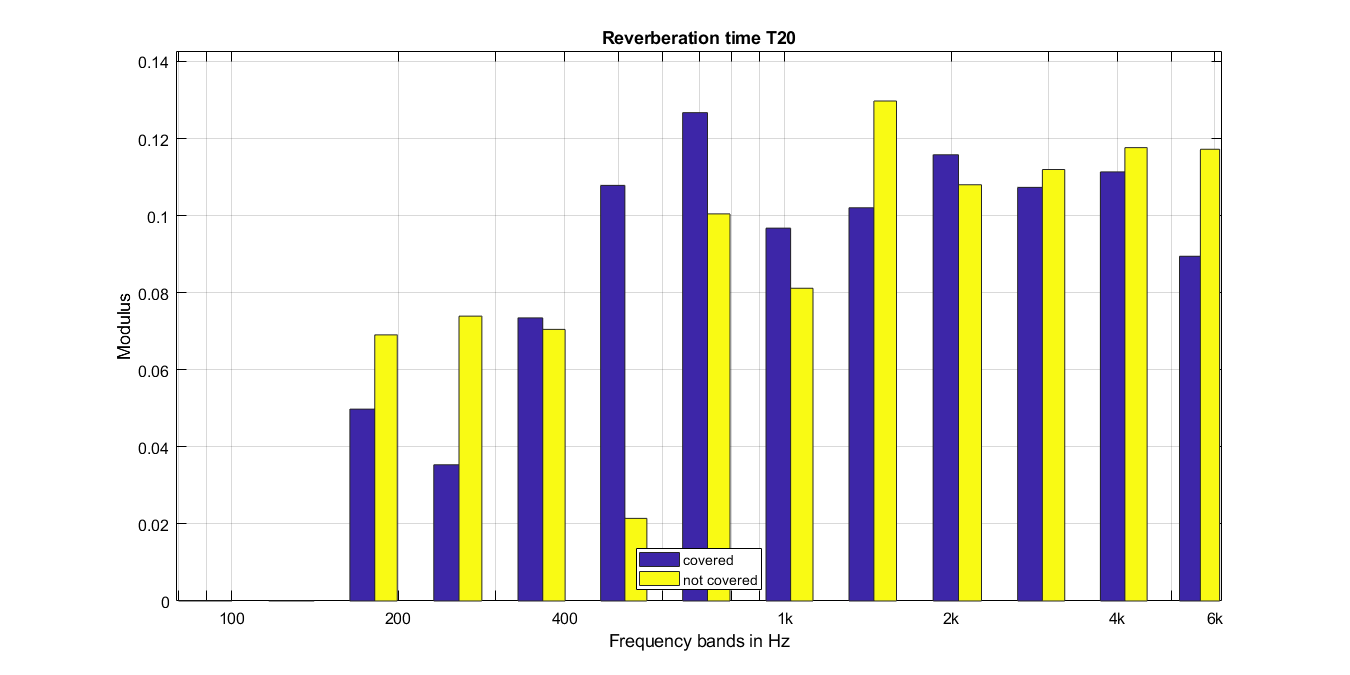 Reverberation time T20
0.14
0.12
0.1
0.08
0.06
0.04
0.02
0
Modulus
covered
not covered
100 200 400 1k 2k 4k 6k
Frequency bands in Hz